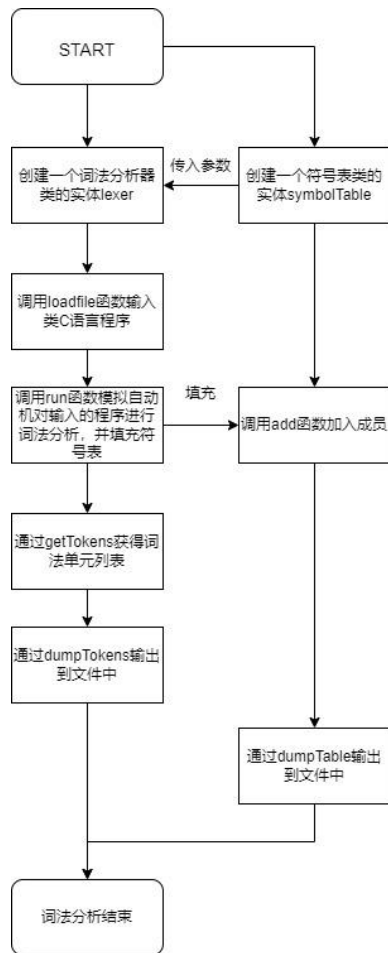 START
传入参数
创建一个词法分析器
类的实体lexer
创建一个符号表类的
实体symbolTable
调用loadfile函数输入
类C语言程序
调用run函数模拟自动
机对输入的程序进行
词法分析，并填充符
号表
填充
调用add函数加入成员
通过getTokens获得词
法单元列表
通过dumpTokens输出
到文件中
通过dumpTable输出
到文件中
词法分析结束